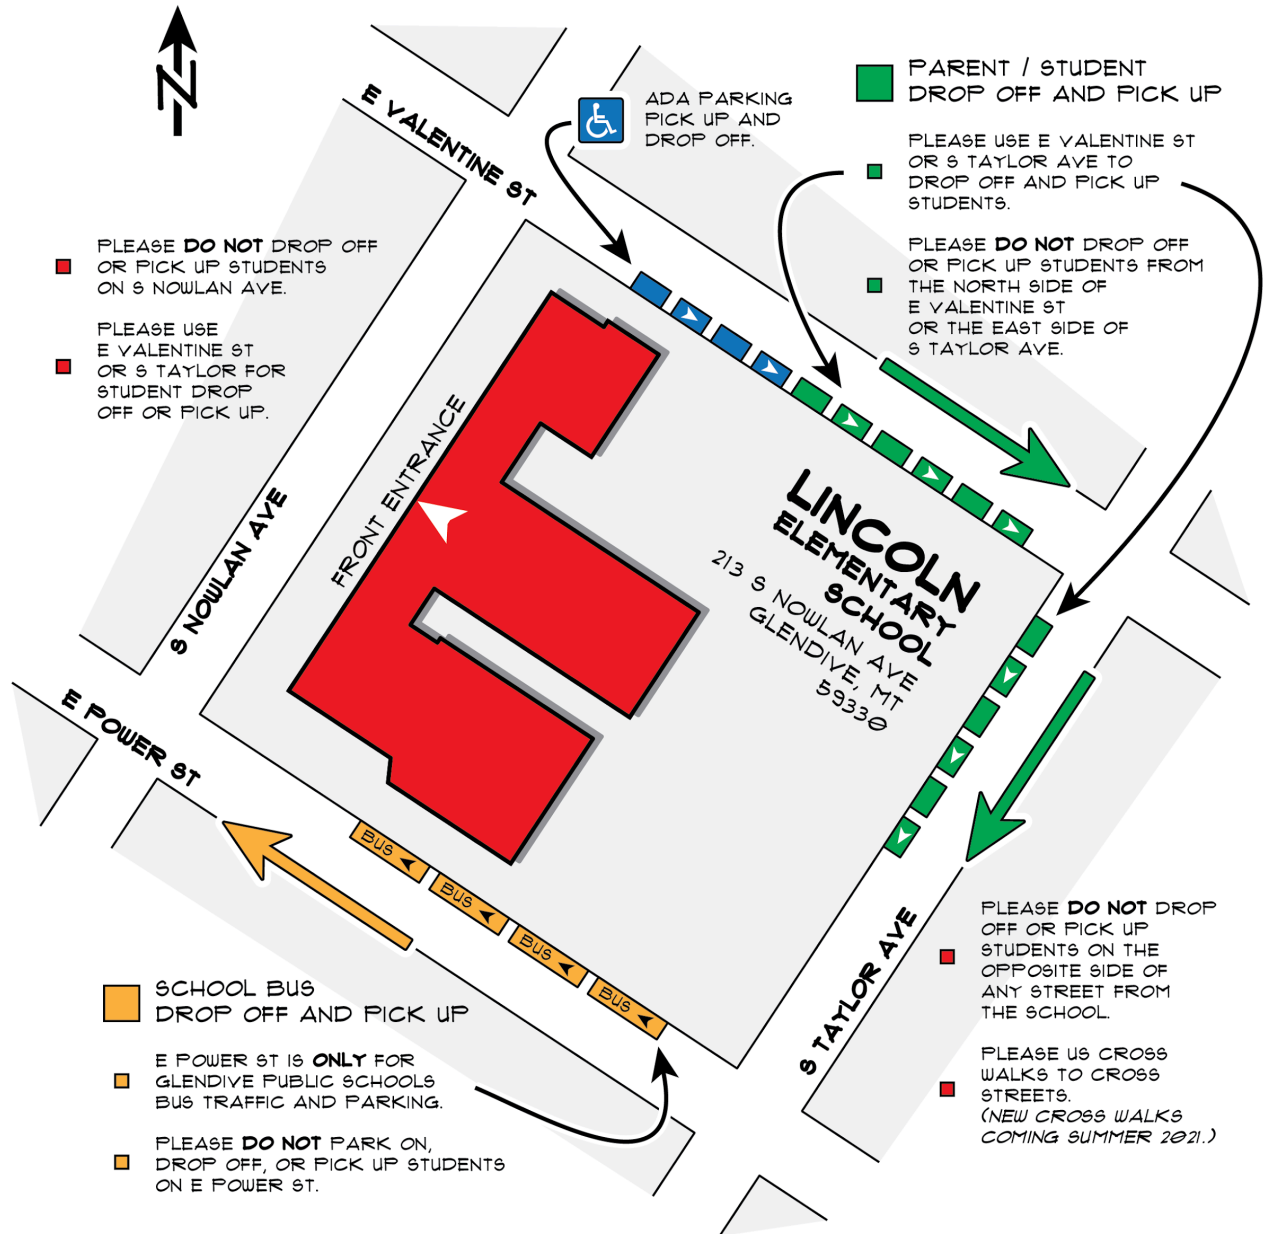 N
E VALENTINE ST
ADA PARKING
PICK UP AND
DROP OFF.
PARENT / STUDENT
DROP OFF AND PICK UP
PLEASE USE E VALENTINE ST
OR S TAYLOR AVE TO
DROP OFF AND PICK UP
STUDENTS.
PLEASE DO NOT DROP OFF
OR PICK UP STUDENTS FROM
THE NORTH SIDE OF
E VALENTINE ST
OR THE EAST SIDE OF
S TAYLOR AVE.
PLEASE DO NOT DROP OFF
OR PICK UP STUDENTS
ON S NOWLAN AVE.
PLEASE USE
E VALENTINE ST
OR S TAYLOR FOR
STUDENT DROP
OFF OR PICK UP.
FRONT ENTRANCE
S NOWLAN AVE
LINCOLN
ELEMENTARY
SCHOOL
213 S NOWLAN AVE
GLENDIVE, MT
59330
E POWER ST
BUS
BUS
BUS
BUS
S TAYLOR AVE
PLEASE DO NOT DROP
OFF OR PICK UP
STUDENTS ON THE
OPPOSITE SIDE OF
ANY STREET FROM
THE SCHOOL.
PLEASE US CROSS
WALKS TO CROSS
STREETS.
(NEW CROSS WALKS
COMING SUMMER 2021.)
SCHOOL BUS
DROP OFF AND PICK UP
E POWER ST IS ONLY FOR
GLENDIVE PUBLIC SCHOOLS
BUS TRAFFIC AND PARKING.
PLEASE DO NOT PARK ON,
DROP OFF, OR PICK UP STUDENTS
ON E POWER ST.